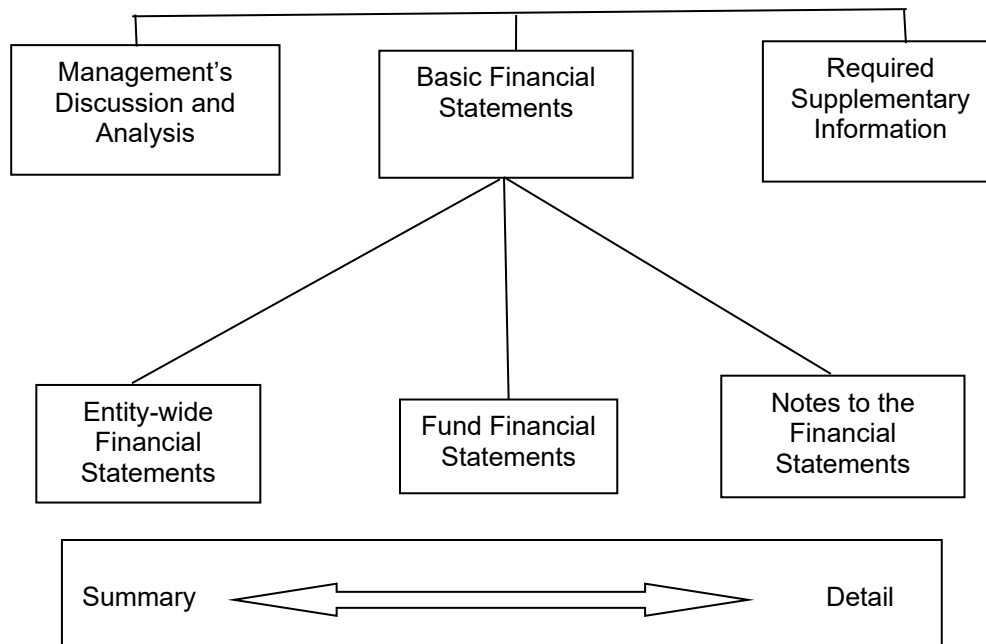 Management’s
Discussion and
Analysis
Basic Financial
Statements
Required
Supplementary
Information
Entity-wide
Financial
Statements
Fund Financial
Statements
Notes to the
Financial
Statements
Summary
Detail